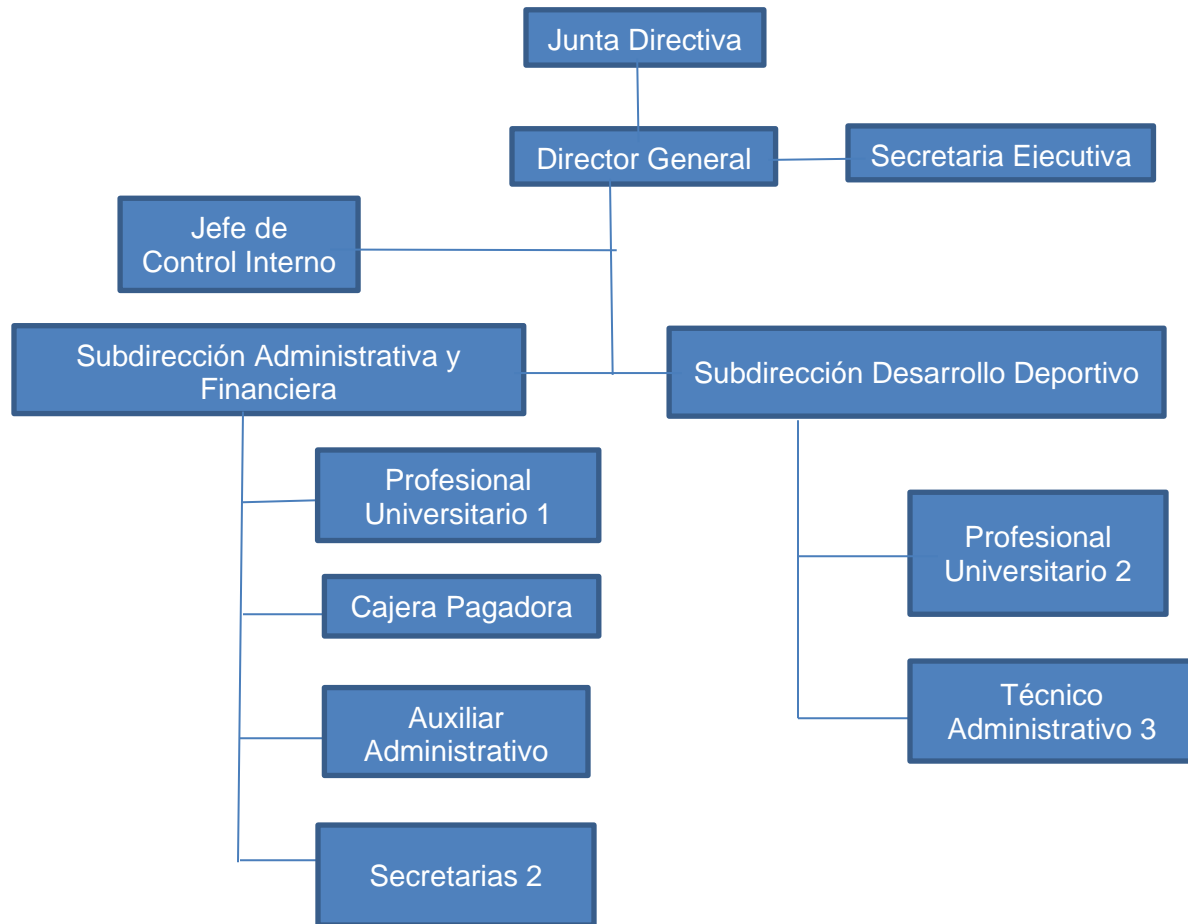 Junta Directiva
Director General
Secretaria Ejecutiva
Jefe de
Control Interno
Subdirección Administrativa y
Financiera
Subdirección Desarrollo Deportivo
Profesional
Universitario 1
Cajera Pagadora
Auxiliar
Administrativo
Secretarias 2
Profesional
Universitario 2
Técnico
Administrativo 3